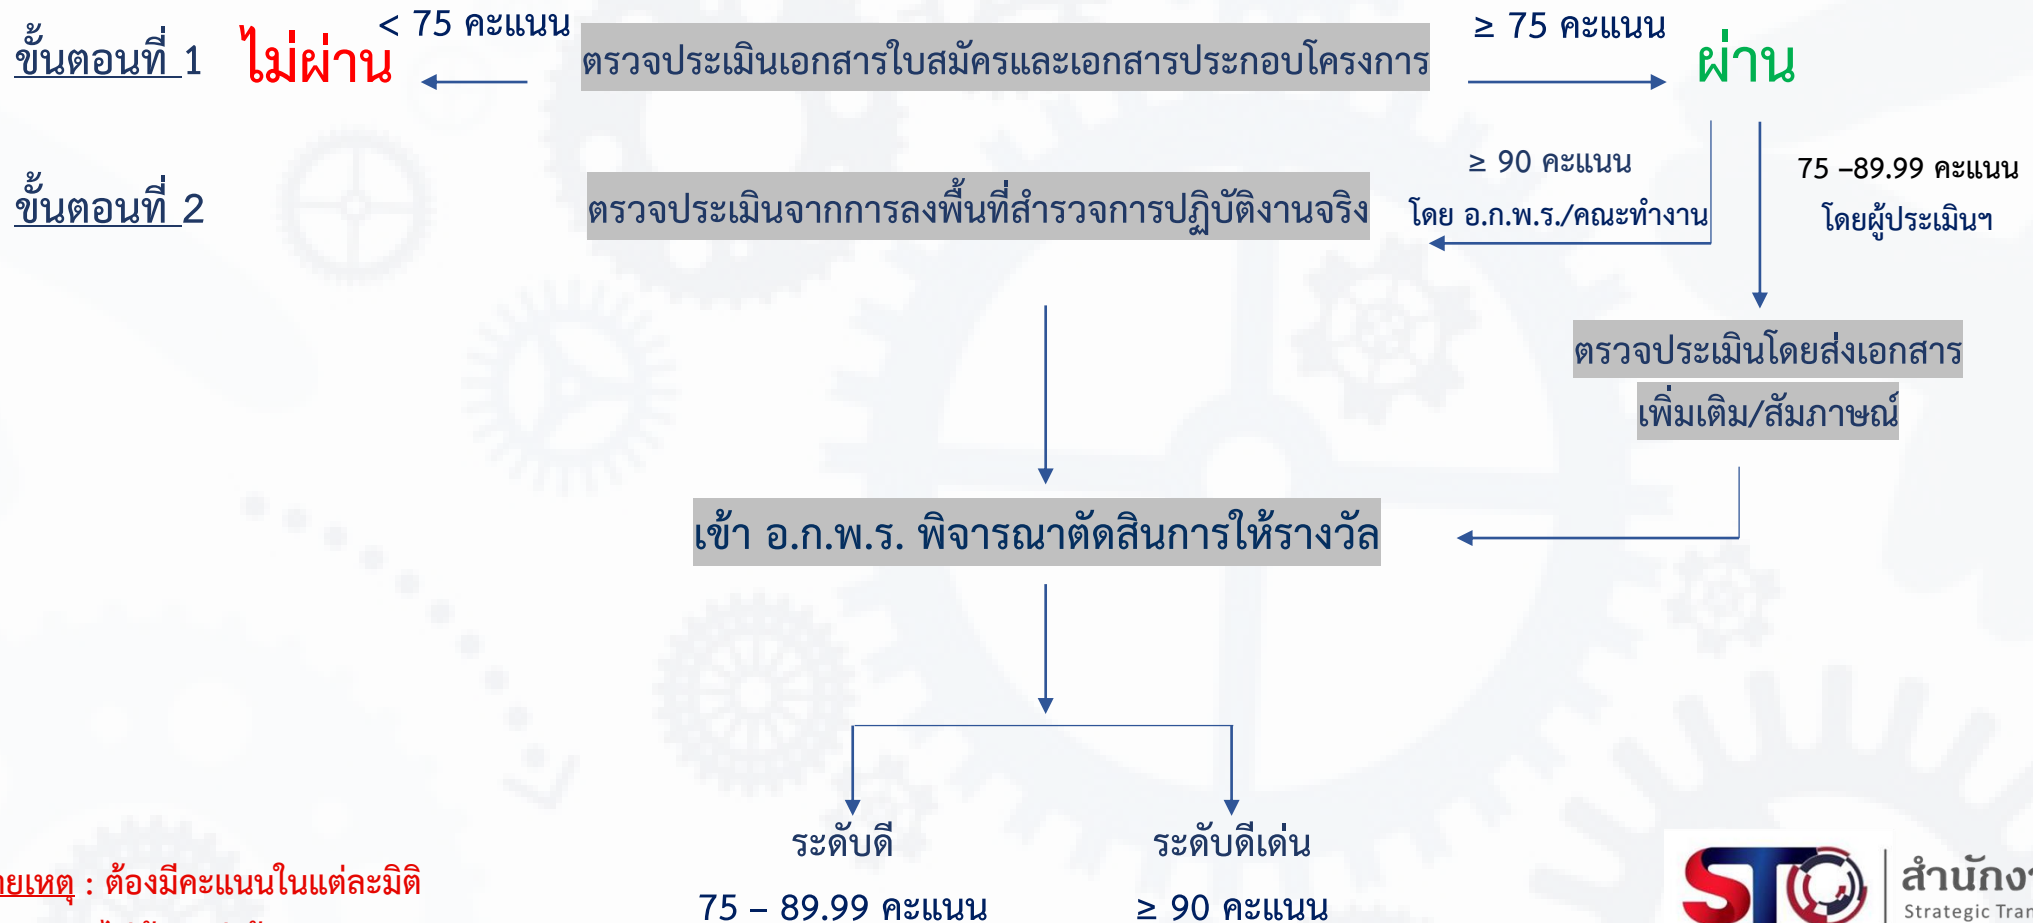 ขั้นตอนที่ 1
ไม่ผ่าน
< 75 คะแนน
ตรวจประเมินเอกสารใบสมัครและเอกสารประกอบโครงการ
≥ 75 คะแนน
ผ่าน
ขั้นตอนที่ 2
ตรวจประเมินจากการลงพื้นที่สำรวจการปฏิบัติงานจริง
≥ 90 คะแนน
โดย อ.ก.พ.ร./คณะทำงาน
75 –89.99 คะแนน
โดยผู้ประเมินฯ
ตรวจประเมินโดยส่งเอกสาร
เพิ่มเติม/สัมภาษณ์
เข้า อ.ก.พ.ร. พิจารณาตัดสินการให้รางวัล
ระดับดี
75 – 89.99 คะแนน
ระดับดีเด่น
≥ 90 คะแนน
: ต้องมีคะแนนในแต่ละมิติ
STO